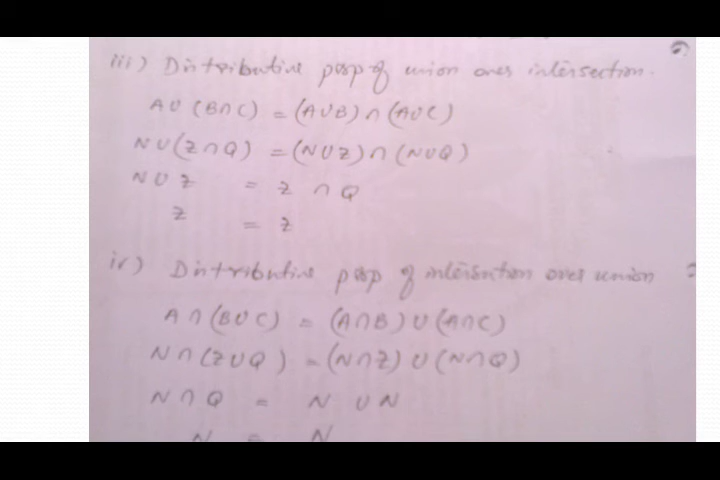 iii) Distributive prop of union over intersection.
A∪(B∩C) = (A∪B)∩(A∪C)
N∪(Z∩Q) = (N∪Z)∩(N∪Q)
N∪Z = Z∩Q
Z = Z
iv) Distributive prop of intersection over union
A∩(B∪C) = (A∩B)∪(A∩C)
N∩(Z∪Q) = (N∩Z)∪(N∩Q)
N∩Q = N∪N
N = N